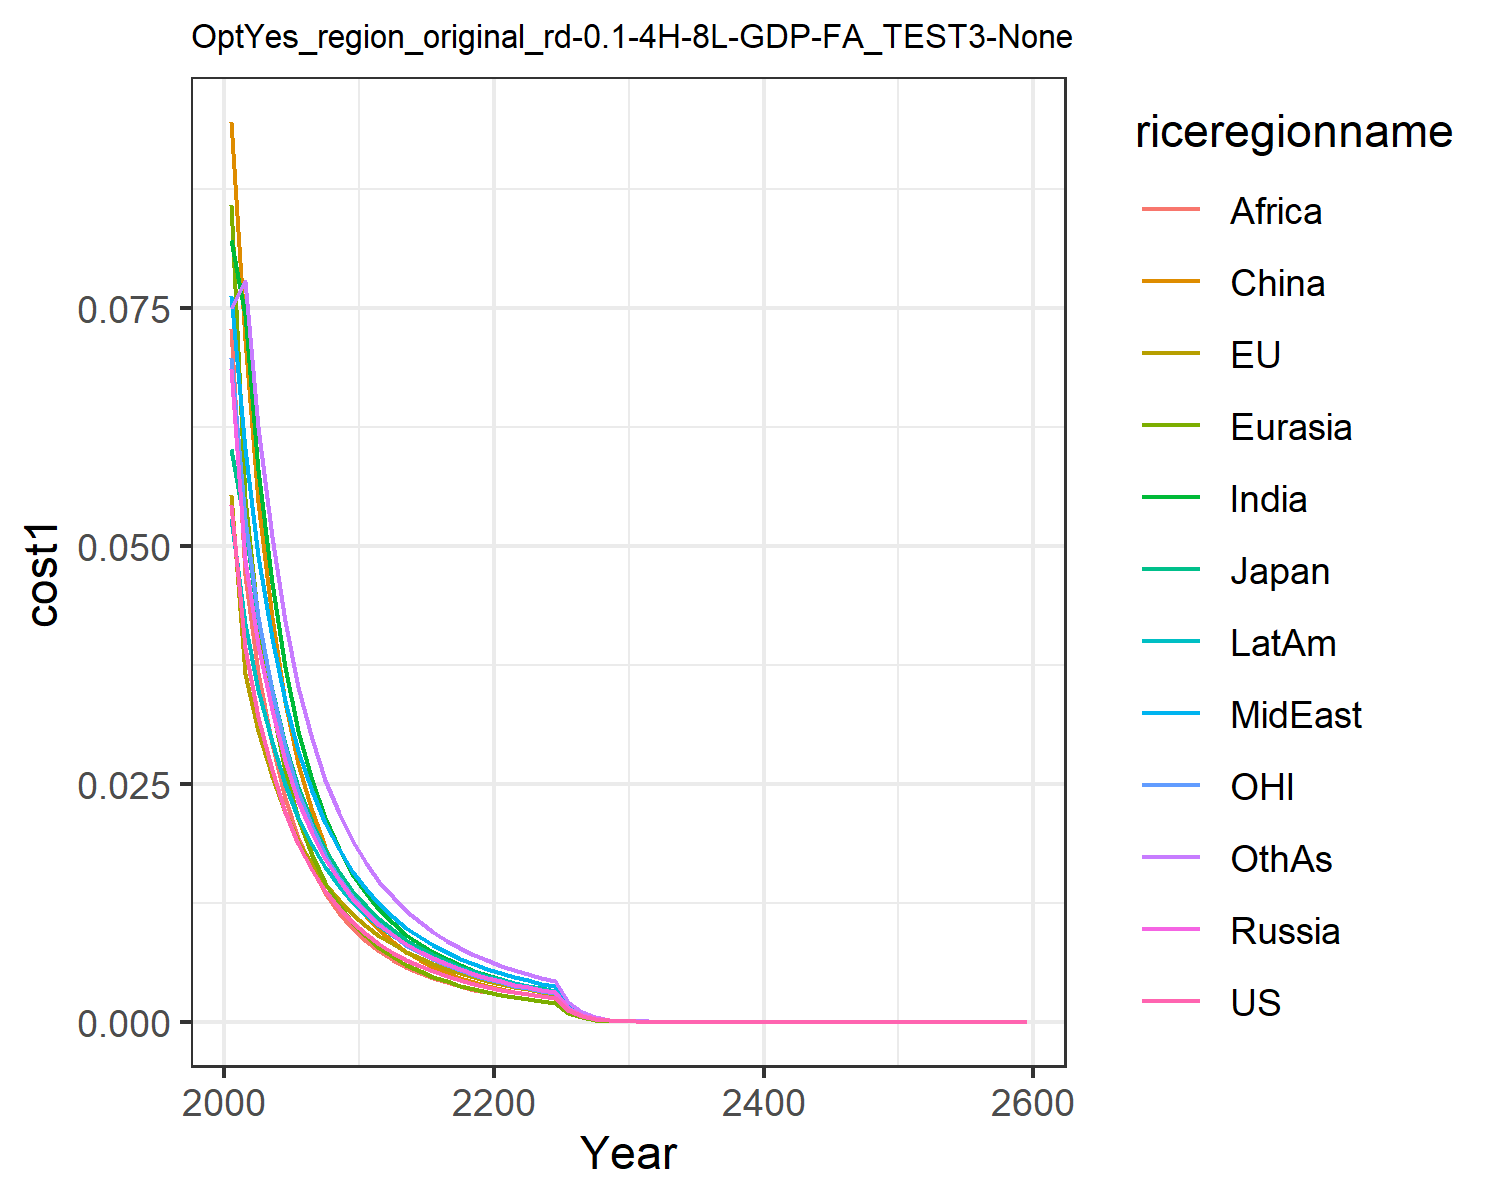 OptYes_region_original_rd-0.1-4H-8L-GDP-FA_TEST3-None
cost1
0.075
0.050
0.025
0.000
2000
2200
2400
2600
Year
riceregionname
Africa
China
EU
Eurasia
India
Japan
LatAm
MidEast
OHI
OthAs
Russia
US